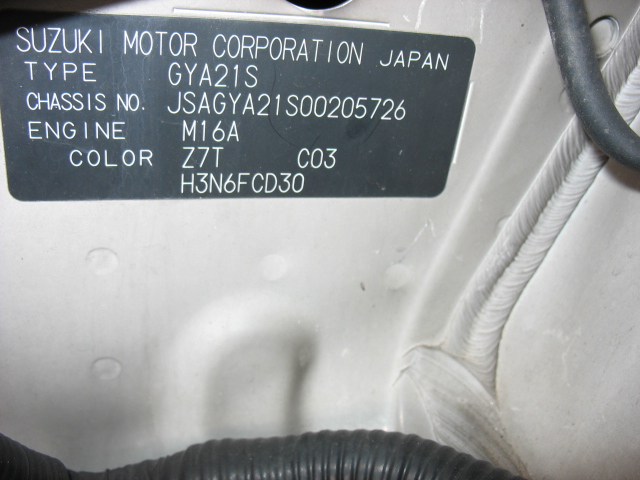 SUZUKI MOTOR CORPORATION JAPAN
TYPE GYA21S
CHASSIS NO. JSAGYA21S00205726
ENGINE M16A
COLOR Z7T C03
H3N6FCD30